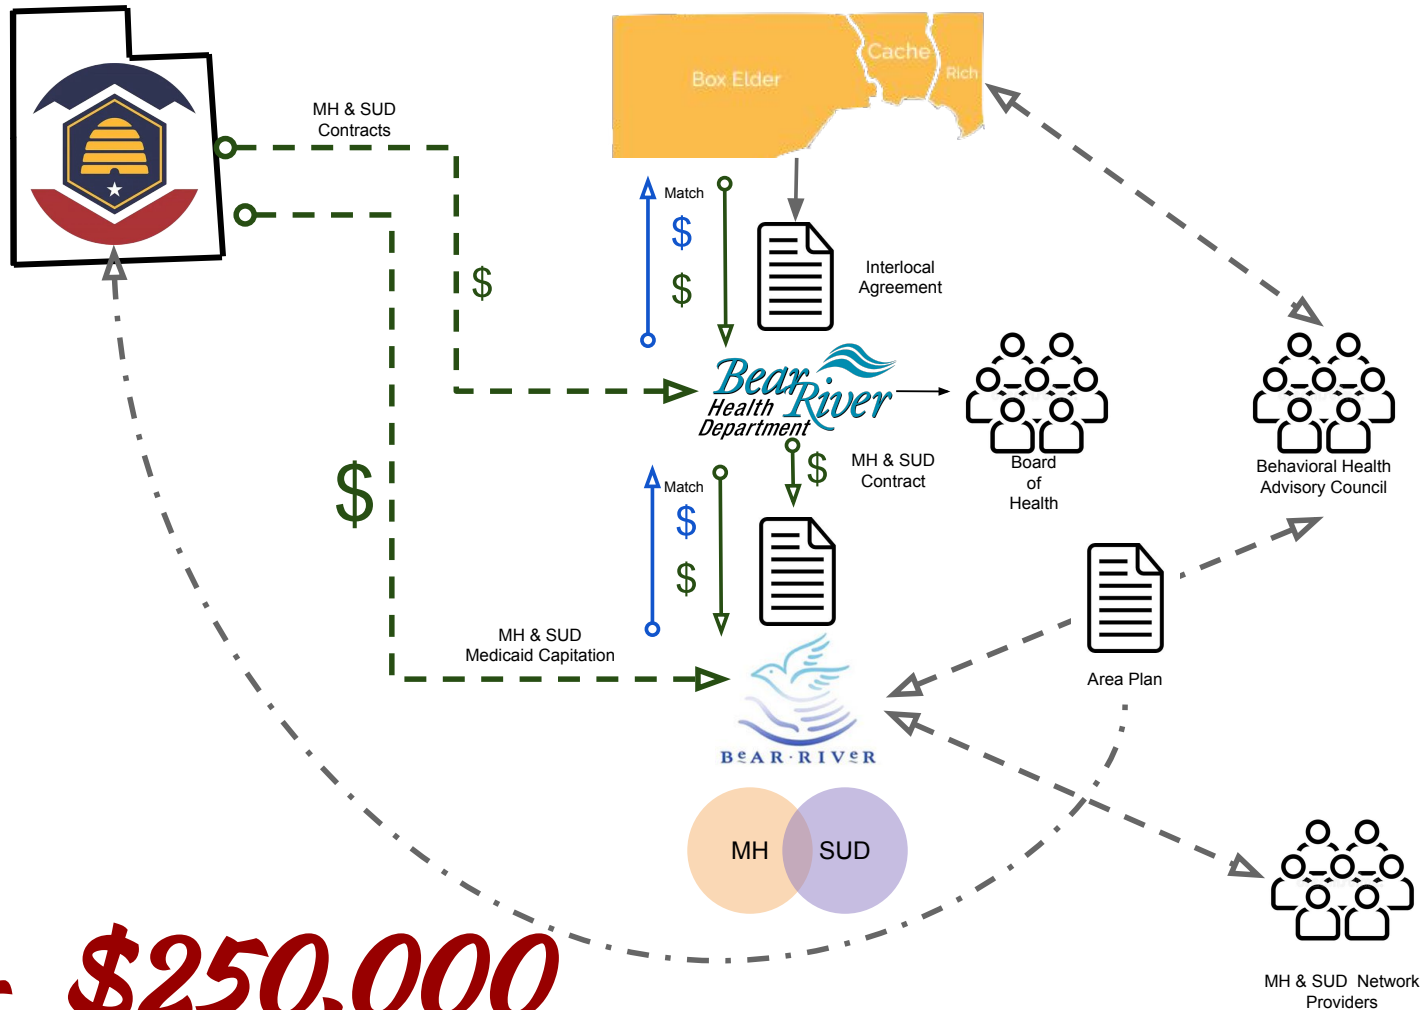 Box Elder
Cache
Rich
MH & SUD
Contracts
Match
$
$
$
Interlocal
Agreement
Bear River
Health
Department
MH & SUD
Contract
$
Board
of
Health
Behavioral Health
Advisory Council
Match
$
$
$
MH & SUD
Medicaid Capitation
Area Plan
BeAR·RIVeR
MH
SUD
$250,000
MH & SUD Network
Providers